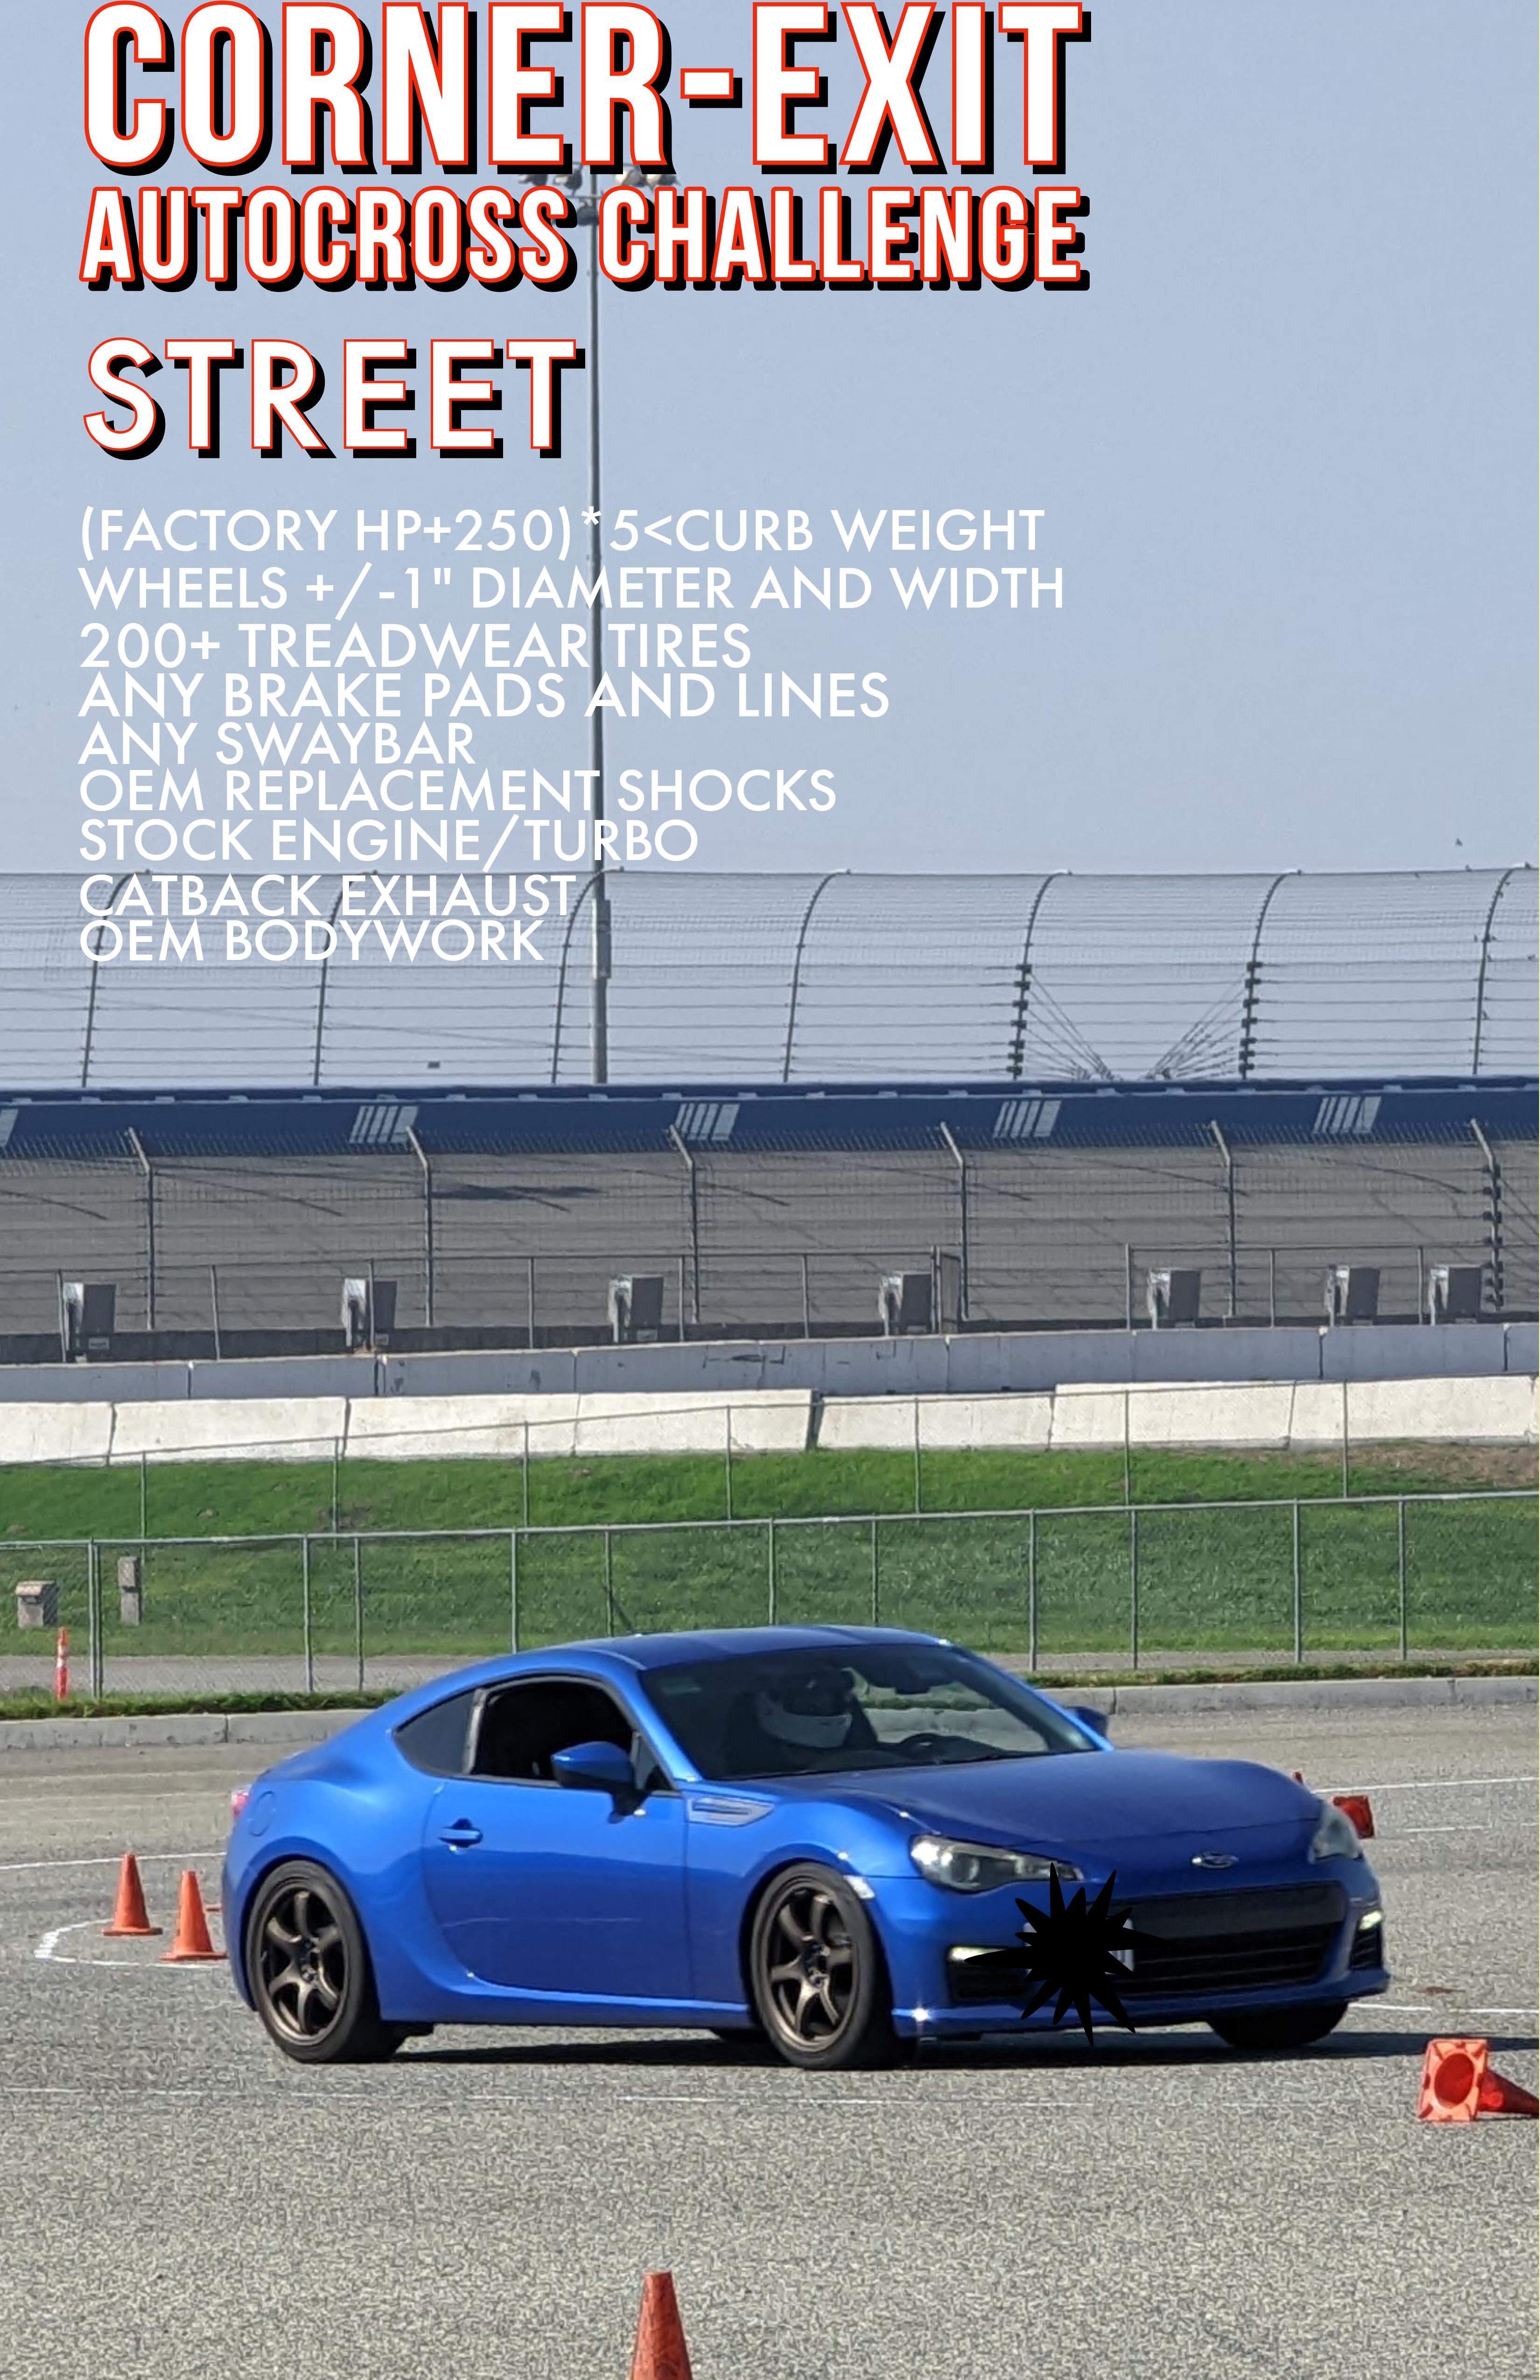 CORNER-EXIT
AUTOCROSS CHALLENGE
STREET
(FACTORY HP+250)*5<CURB WEIGHT
WHEELS +/-1" DIAMETER AND WIDTH
200+ TREADWEAR TIRES
ANY BRAKE PADS AND LINES
ANY SWAYBAR
OEM REPLACEMENT SHOCKS
STOCK ENGINE/TURBO
CATBACK EXHAUST
OEM BODYWORK